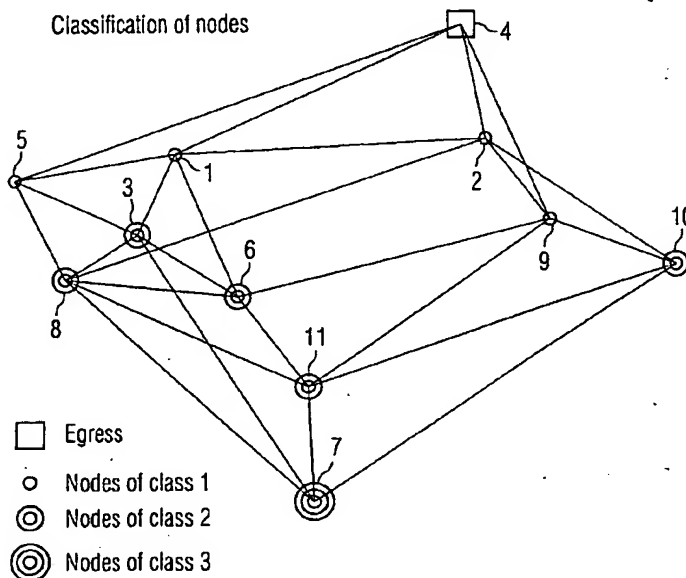 Classification of nodes
4
5
1
2
3
10
9
6
8
11
7
Egress
Nodes of class 1
Nodes of class 2
Nodes of class 3